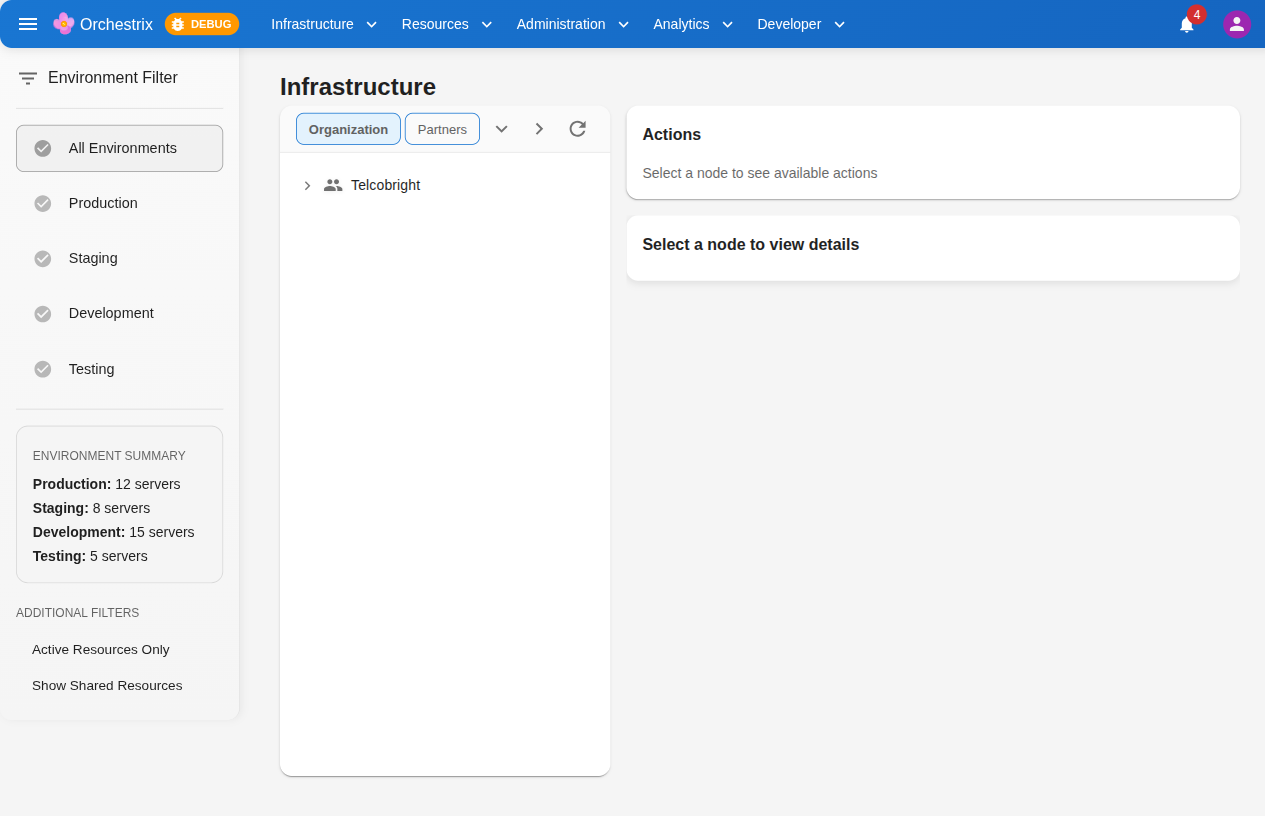 Orchestrix DEBUG Infrastructure Resources Administration Analytics Developer 4
Environment Filter
All Environments
Production
Staging
Development
Testing
ENVIRONMENT SUMMARY
Production: 12 servers
Staging: 8 servers
Development: 15 servers
Testing: 5 servers
ADDITIONAL FILTERS
Active Resources Only
Show Shared Resources
Infrastructure
Organization Partners
Telcobright
Actions
Select a node to see available actions
Select a node to view details